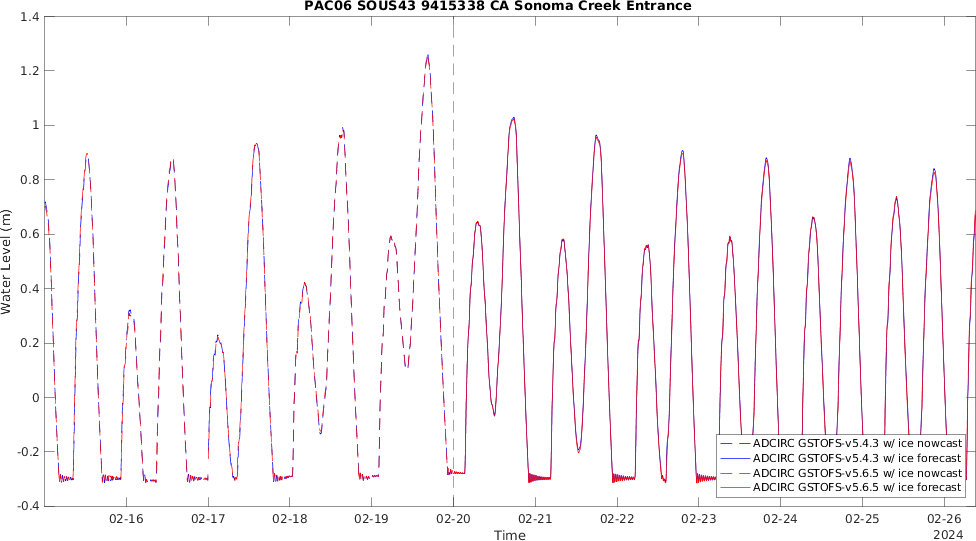 PAC06 SOUS43 9415338 CA Sonoma Creek Entrance
1.4
1.2
1
0.8
0.6
0.4
0.2
0
-0.2
-0.4
Water Level (m)
ADCIRC GSTOFS-v5.4.3 w/ ice nowcast
ADCIRC GSTOFS-v5.4.3 w/ ice forecast
ADCIRC GSTOFS-v5.6.5 w/ ice nowcast
ADCIRC GSTOFS-v5.6.5 w/ ice forecast
02-16 02-17 02-18 02-19 02-20 02-21 02-22 02-23 02-24 02-25 02-26
Time
2024